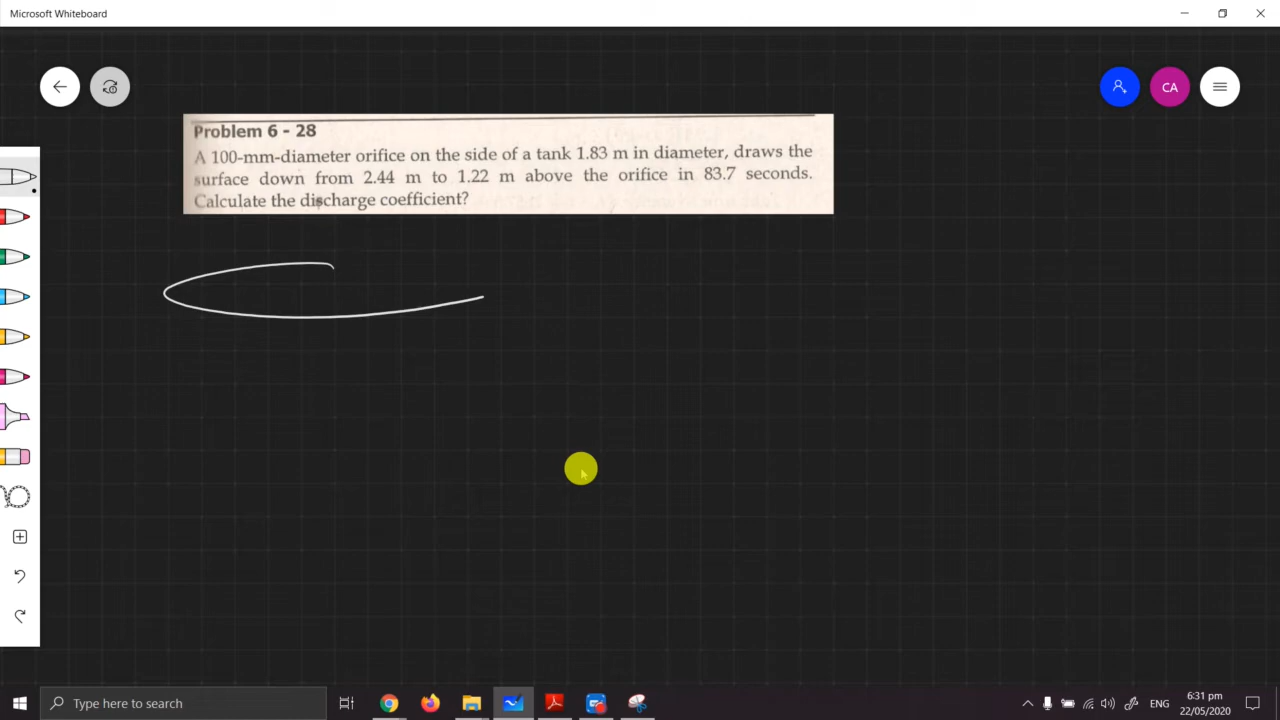 Microsoft Whiteboard
CA
Problem 6 - 28
A 100-mm-diameter orifice on the side of a tank 1.83 m in diameter, draws the
surface down from 2.44 m to 1.22 m above the orifice in 83.7 seconds.
Calculate the discharge coefficient?
Type here to search
ENG
6:31 pm
22/05/2020